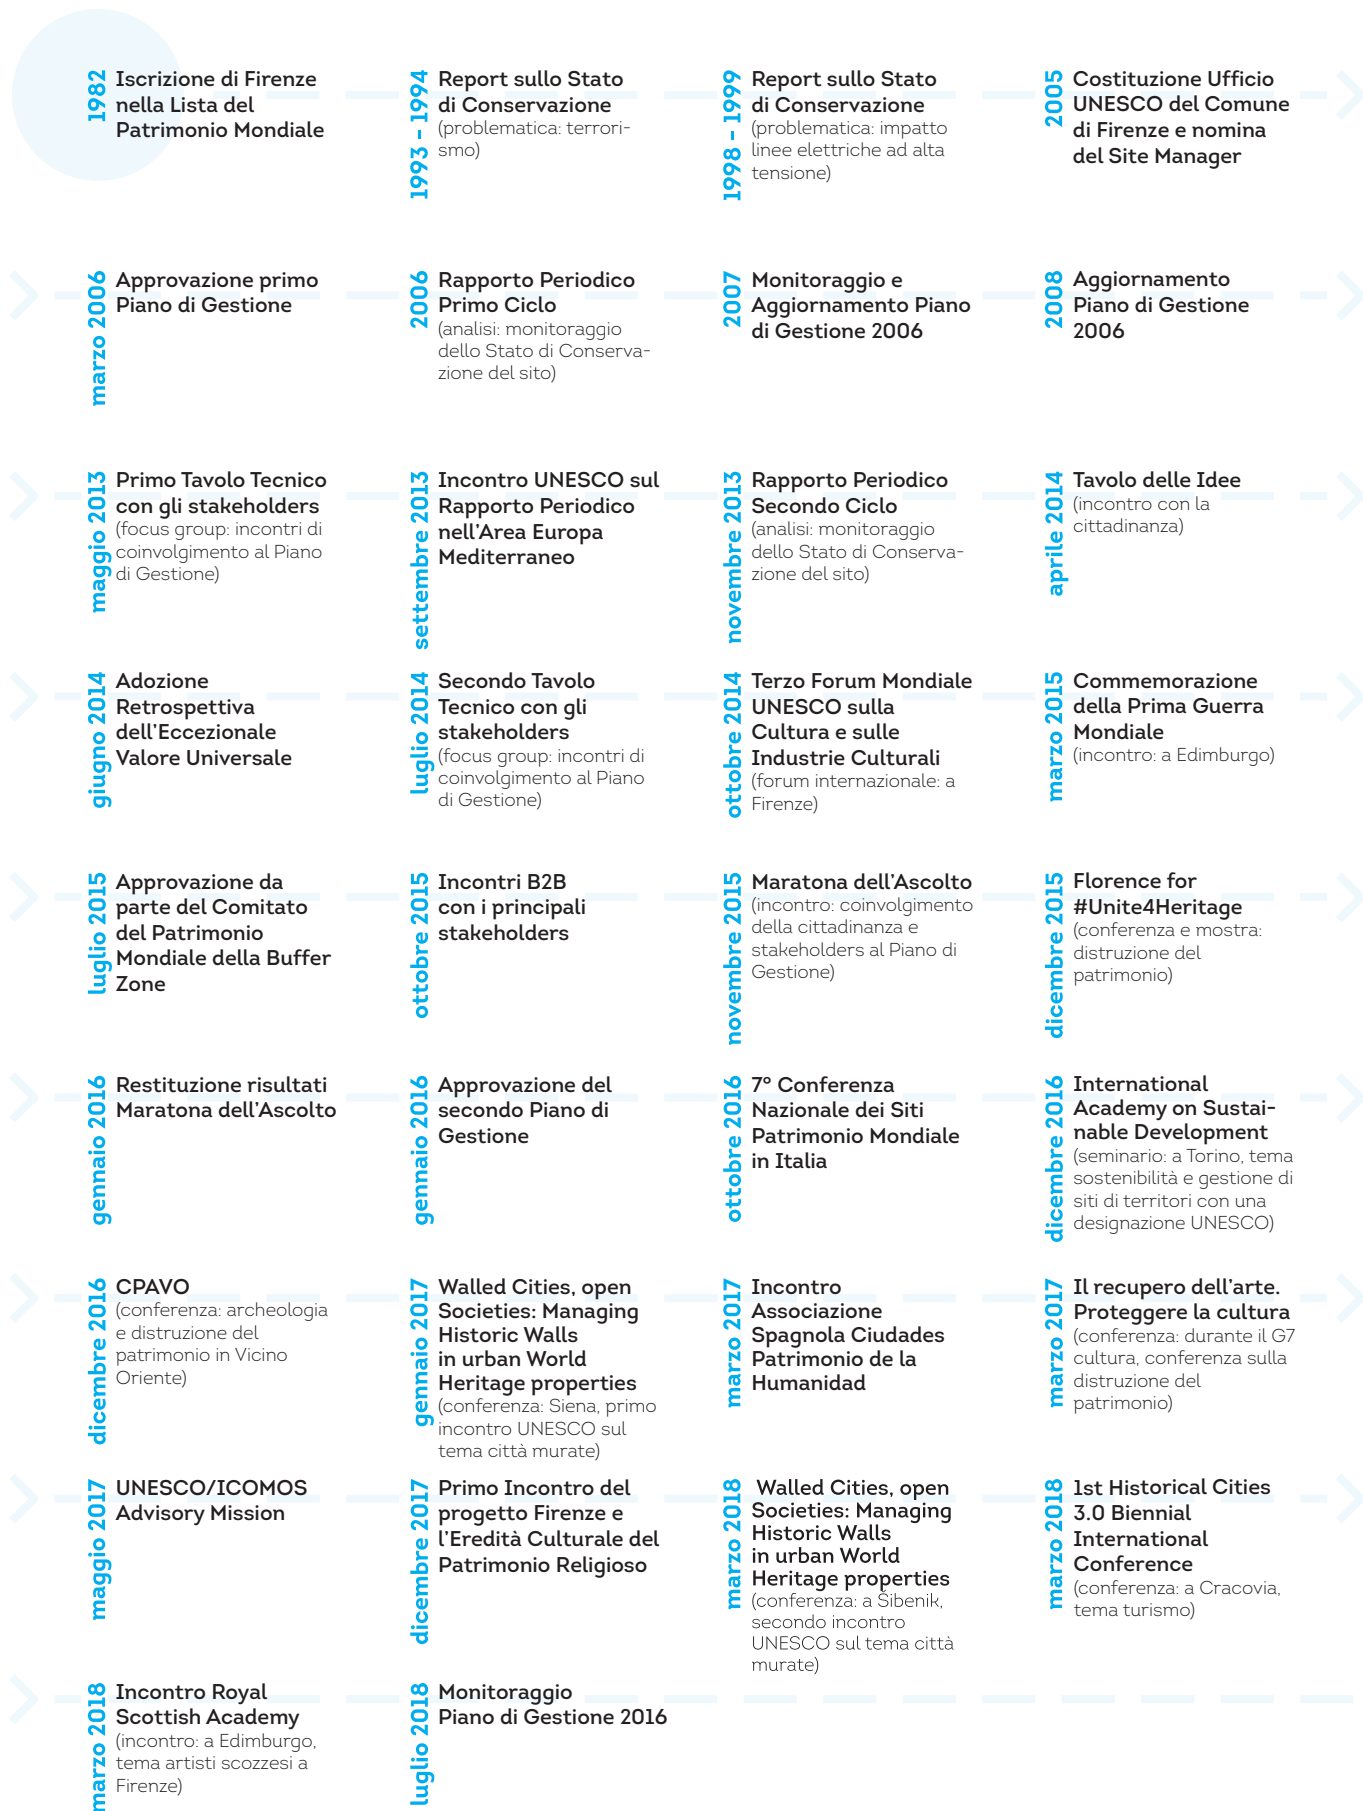 1982
Iscrizione di Firenze
nella Lista del
Patrimonio Mondiale
1993 – 1994
Report sullo Stato
di Conservazione
(problematica: terrori-
smo)
1998 – 1999
Report sullo Stato
di Conservazione
(problematica: impatto
linee elettriche ad alta
tensione)
2005
Costituzione Ufficio
UNESCO del Comune
di Firenze e nomina
del Site Manager
marzo 2006
Approvazione primo
Piano di Gestione
2006
Rapporto Periodico
Primo Ciclo
(analisi: monitoraggio
dello Stato di Conserva-
zione del sito)
2007
Monitoraggio e
Aggiornamento Piano
di Gestione 2006
2008
Aggiornamento
Piano di Gestione
2006
maggio 2013
Primo Tavolo Tecnico
con gli stakeholders
(focus group: incontri di
coinvolgimento al Piano
di Gestione)
settembre 2013
Incontro UNESCO sul
Rapporto Periodico
nell'Area Europa
Mediterraneo
novembre 2013
Rapporto Periodico
Secondo Ciclo
(analisi: monitoraggio
dello Stato di Conserva-
zione del sito)
aprile 2014
Tavolo delle Idee
(incontro con la
cittadinanza)
giugno 2014
Adozione
Retrospettiva
dell'Eccezionale
Valore Universale
luglio 2014
Secondo Tavolo
Tecnico con gli
stakeholders
(focus group: incontri di
coinvolgimento al Piano
di Gestione)
ottobre 2014
Terzo Forum Mondiale
UNESCO sulla
Cultura e sulle
Industrie Culturali
(forum internazionale: a
Firenze)
marzo 2015
Commemorazione
della Prima Guerra
Mondiale
(incontro: a Edimburgo)
luglio 2015
Approvazione da
parte del Comitato
del Patrimonio
Mondiale della Buffer
Zone
ottobre 2015
Incontri B2B
con i principali
stakeholders
novembre 2015
Maratona dell'Ascolto
(incontro: coinvolgimento
della cittadinanza e
stakeholders al Piano di
Gestione)
dicembre 2015
Florence for
#Unite4Heritage
(conferenza e mostra:
distruzione del
patrimonio)
gennaio 2016
Restituzione risultati
Maratona dell'Ascolto
gennaio 2016
Approvazione del
secondo Piano di
Gestione
ottobre 2016
7° Conferenza
Nazionale dei Siti
Patrimonio Mondiale
in Italia
dicembre 2016
International
Academy on Sustai-
nable Development
(seminario: a Torino, tema
sostenibilità e gestione di
siti di territori con una
designazione UNESCO)
dicembre 2016
CPAVO
(conferenza: archeologia
e distruzione del
patrimonio in Vicino
Oriente)
gennaio 2017
Walled Cities, open
Societies: Managing
Historic Walls
in urban World
Heritage properties
(conferenza: Siena, primo
incontro UNESCO sul
tema città murate)
marzo 2017
Incontro
Associazione
Spagnola Ciudades
Patrimonio de la
Humanidad
marzo 2017
Il recupero dell'arte.
Proteggere la cultura
(conferenza: durante il G7
cultura, conferenza sulla
distruzione del
patrimonio)
maggio 2017
UNESCO/ICOMOS
Advisory Mission
dicembre 2017
Primo Incontro del
progetto Firenze e
l'Eredità Culturale del
Patrimonio Religioso
marzo 2018
Walled Cities, open
Societies: Managing
Historic Walls
in urban World
Heritage properties
(conferenza: a Šibenik,
secondo incontro
UNESCO sul tema città
murate)
marzo 2018
1st Historical Cities
3.0 Biennial
International
Conference
(conferenza: a Cracovia,
tema turismo)
marzo 2018
Incontro Royal
Scottish Academy
(incontro: a Edimburgo,
tema artisti scozzesi a
Firenze)
luglio 2018
Monitoraggio
Piano di Gestione 2016